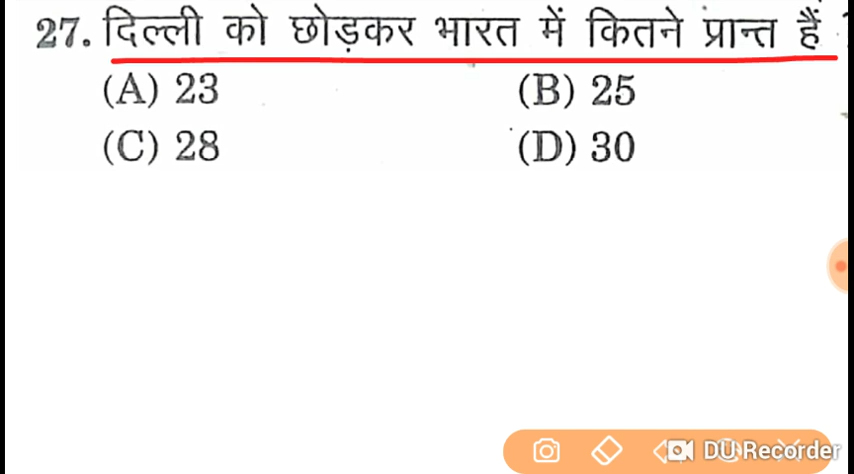 27. दिल्ली को छोड़कर भारत में कितने प्रान्त हैं
(A) 23 (B) 25
(C) 28 (D) 30
DU Recorder